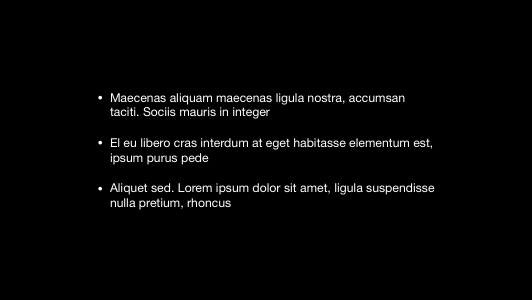 • Maecenas aliquam maecenas ligula nostra, accumsan
taciti. Sociis mauris in integer
• El eu libero cras interdum at eget habitasse elementum est,
ipsum purus pede
• Aliquet sed. Lorem ipsum dolor sit amet, ligula suspendisse
nulla pretium, rhoncus